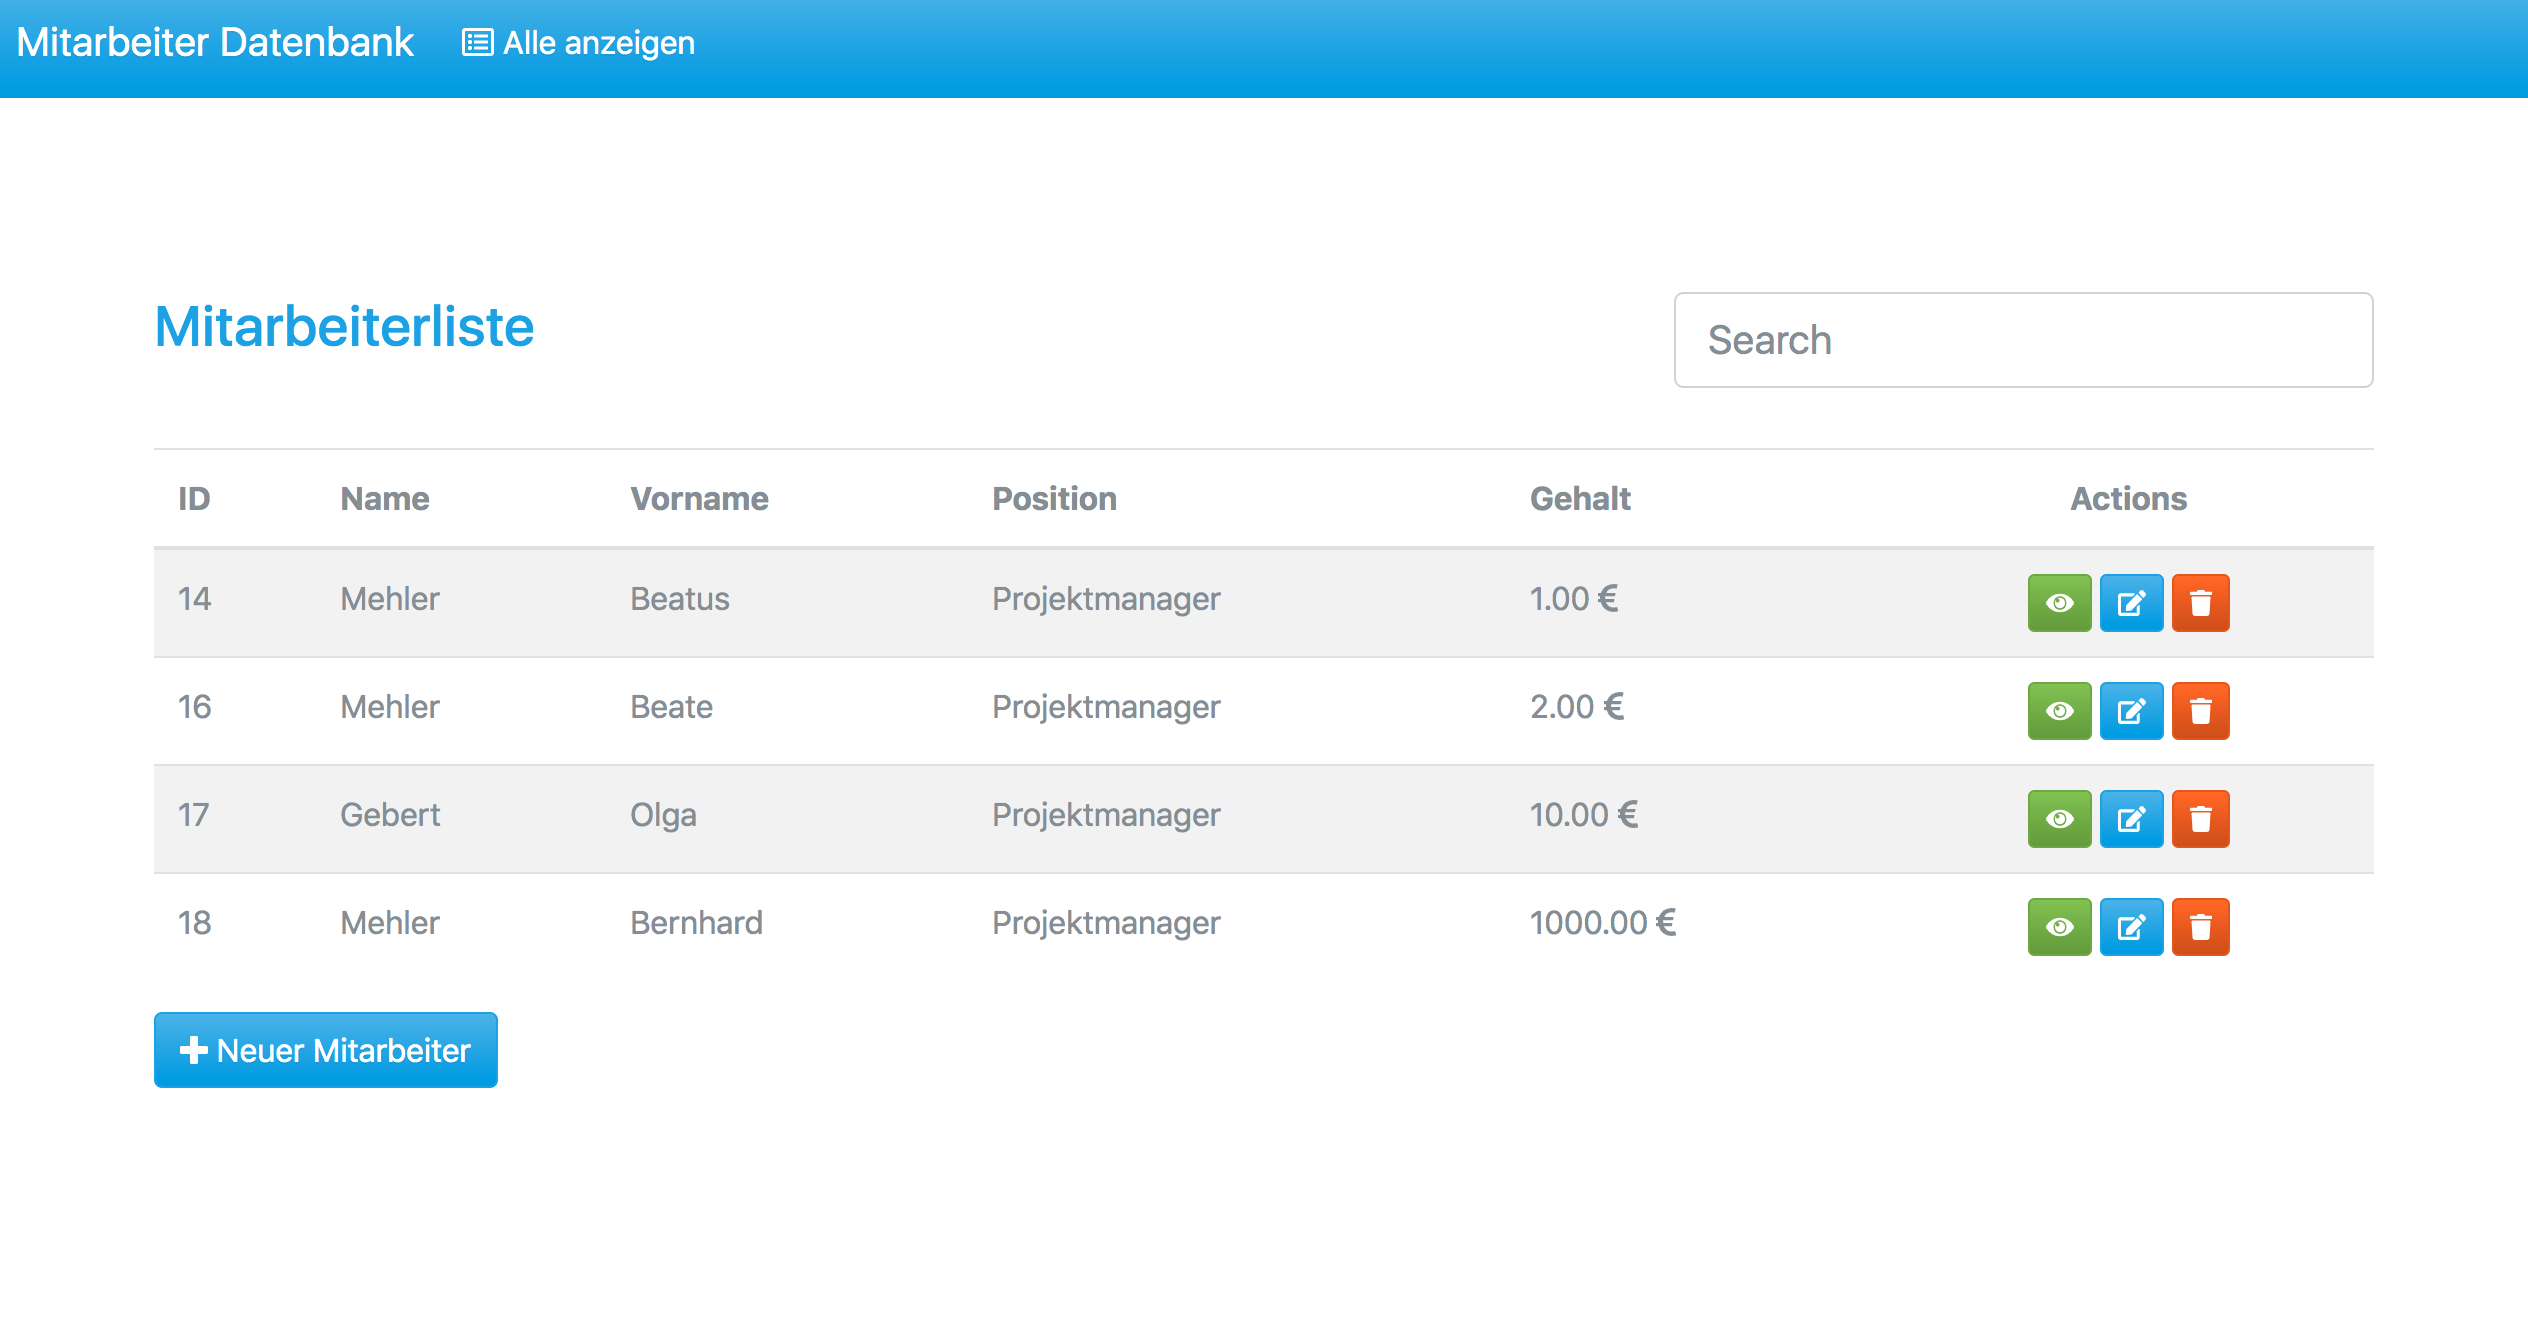 Mitarbeiter Datenbank Alle anzeigen
Mitarbeiterliste
Search
ID Name Vorname Position Gehalt Actions
14 Mehler Beatus Projektmanager 1.00 €
16 Mehler Beate Projektmanager 2.00 €
17 Gebert Olga Projektmanager 10.00 €
18 Mehler Bernhard Projektmanager 1000.00 €
Neuer Mitarbeiter